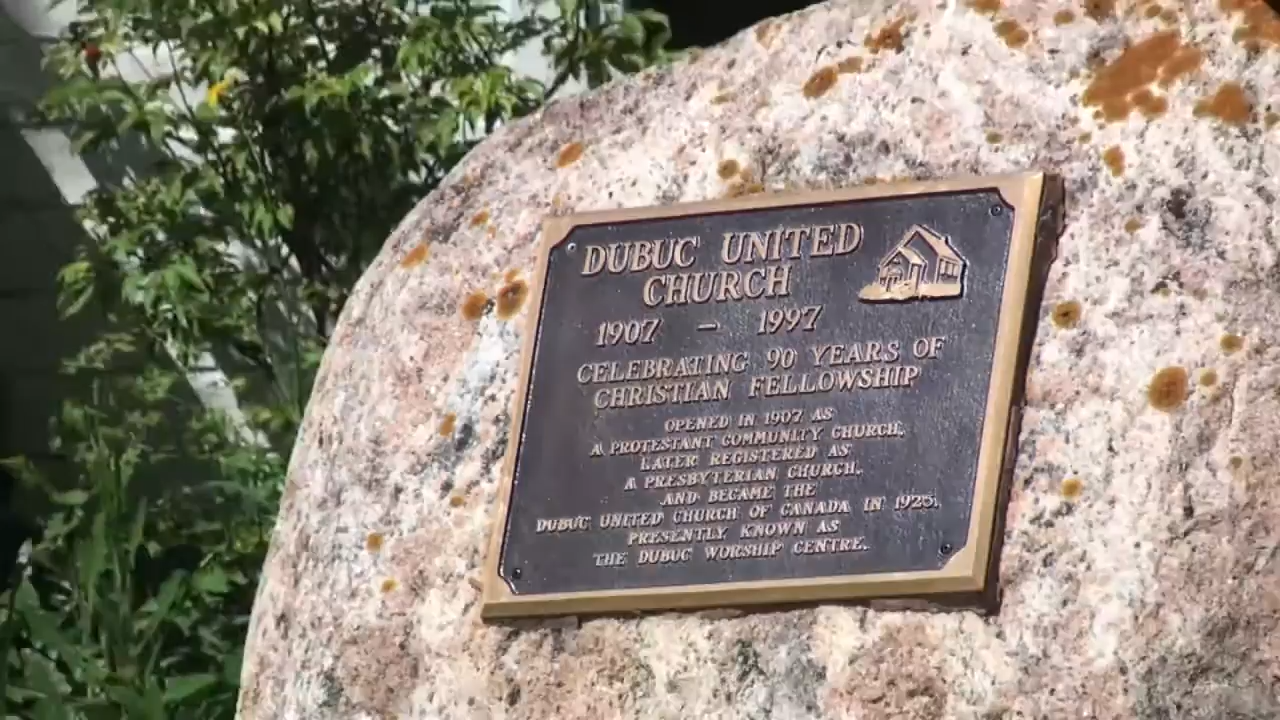 DUBUC UNITED
CHURCH
1907 - 1997
CELEBRATING 90 YEARS OF
CHRISTIAN FELLOWSHIP
OPENED IN 1907 AS
A PROTESTANT COMMUNITY CHURCH,
LATER REGISTERED AS
A PRESBYTERIAN CHURCH,
AND BECAME THE
DUBUC UNITED CHURCH OF CANADA IN 1925,
PRESENTLY KNOWN AS
THE DUBUC WORSHIP CENTRE.